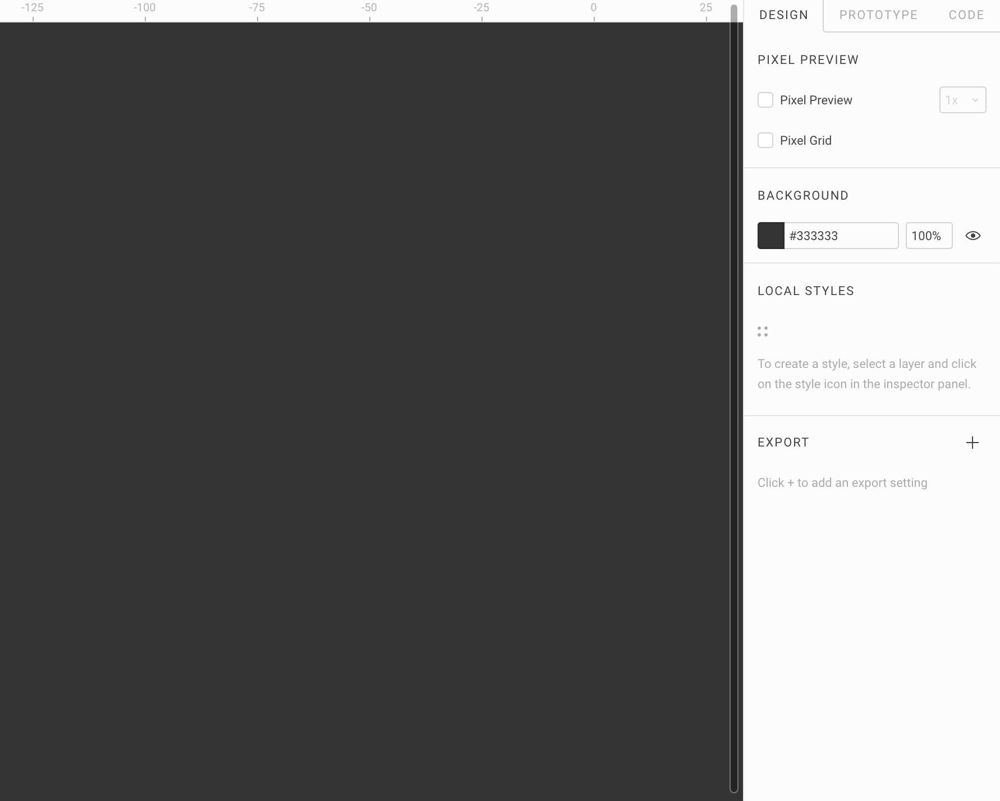 -125 -100 -75 -50 -25 0 25
DESIGN PROTOTYPE CODE
PIXEL PREVIEW
Pixel Preview 1x
Pixel Grid
BACKGROUND
#333333 100%
LOCAL STYLES
To create a style, select a layer and click
on the style icon in the inspector panel.
EXPORT
Click + to add an export setting